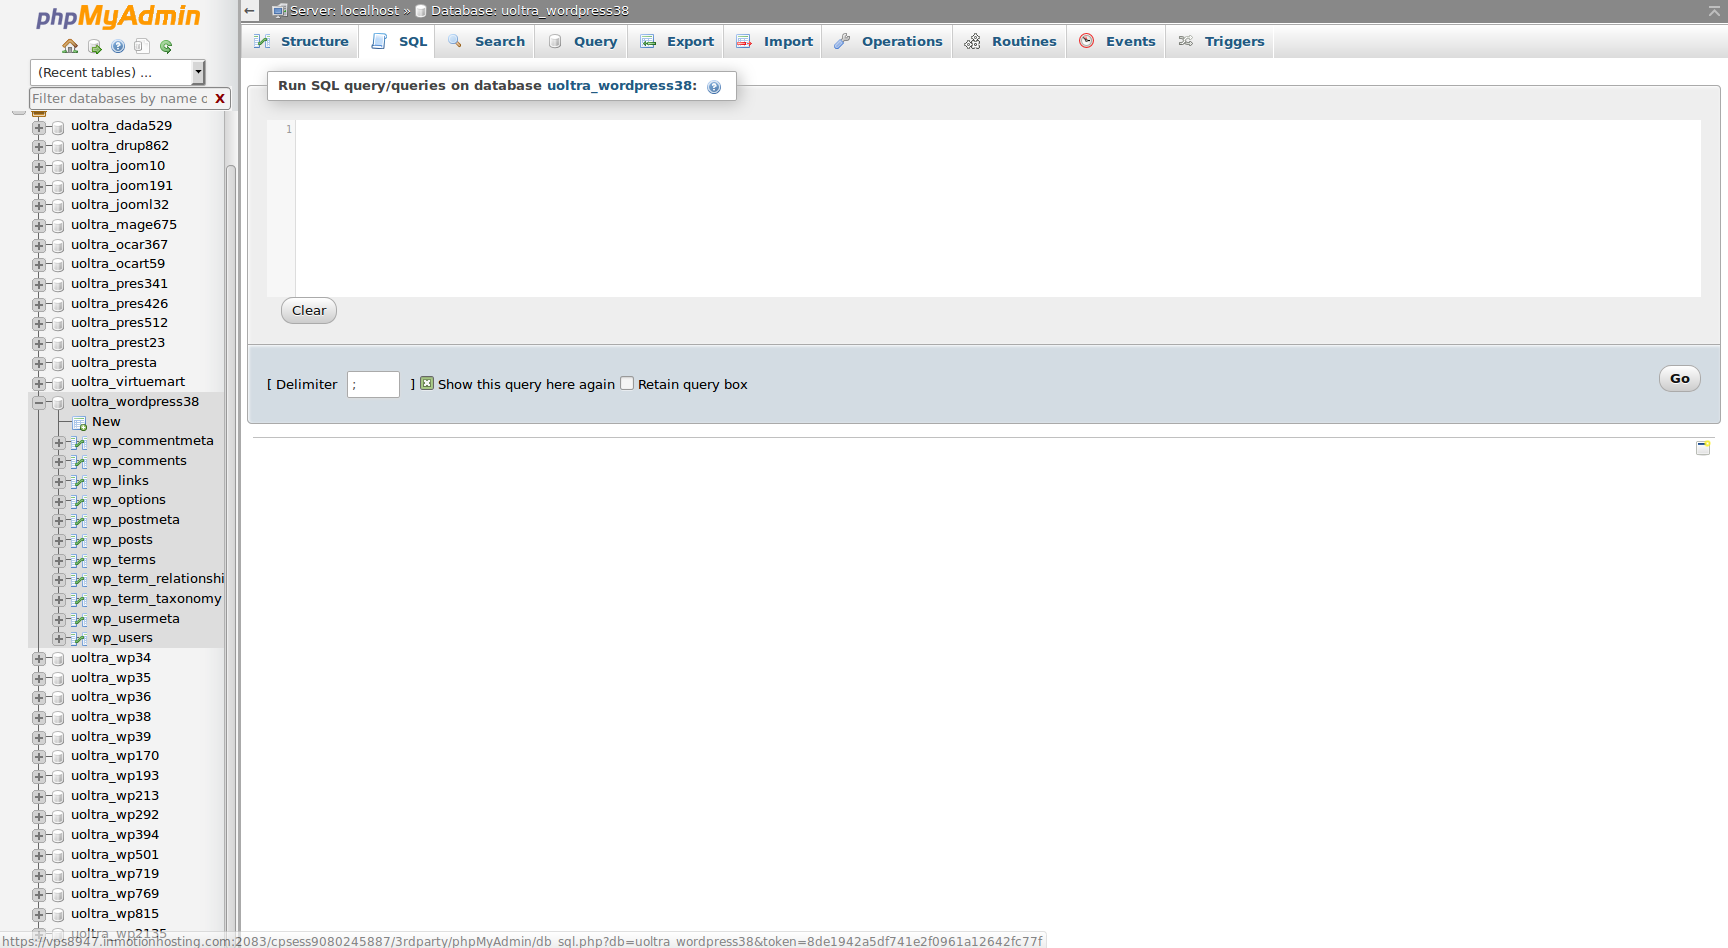 phpMyAdmin
(Recent tables) ...
Filter databases by name o X
uoltra_dada529
uoltra_drup862
uoltra_joom10
uoltra_joom191
uoltra_jooml32
uoltra_mage675
uoltra_ocar367
uoltra_ocart59
uoltra_pres341
uoltra_pres426
uoltra_pres512
uoltra_prest23
uoltra_presta
uoltra_virtuemart
uoltra_wordpress38
New
wp_commentmeta
wp_comments
wp_links
wp_options
wp_postmeta
wp_posts
wp_terms
wp_term_relationshi
wp_term_taxonomy
wp_usermeta
wp_users
uoltra_wp34
uoltra_wp35
uoltra_wp36
uoltra_wp38
uoltra_wp39
uoltra_wp170
uoltra_wp193
uoltra_wp213
uoltra_wp292
uoltra_wp394
uoltra_wp501
uoltra_wp719
uoltra_wp769
uoltra_wp815
uoltra_wp2135
← Server: localhost » Database: uoltra_wordpress38
Structure SQL Search Query Export Import Operations Routines Events Triggers
Run SQL query/queries on database uoltra_wordpress38:
1
Clear
[ Delimiter ; ] Show this query here again Retain query box
Go
https://vps8947.inmotionhosting.com:2083/cpsess9080245887/3rdparty/phpMyAdmin/db_sql.php?db=uoltra_wordpress38&token=8de1942a5df741e2f0961a12642fc77f